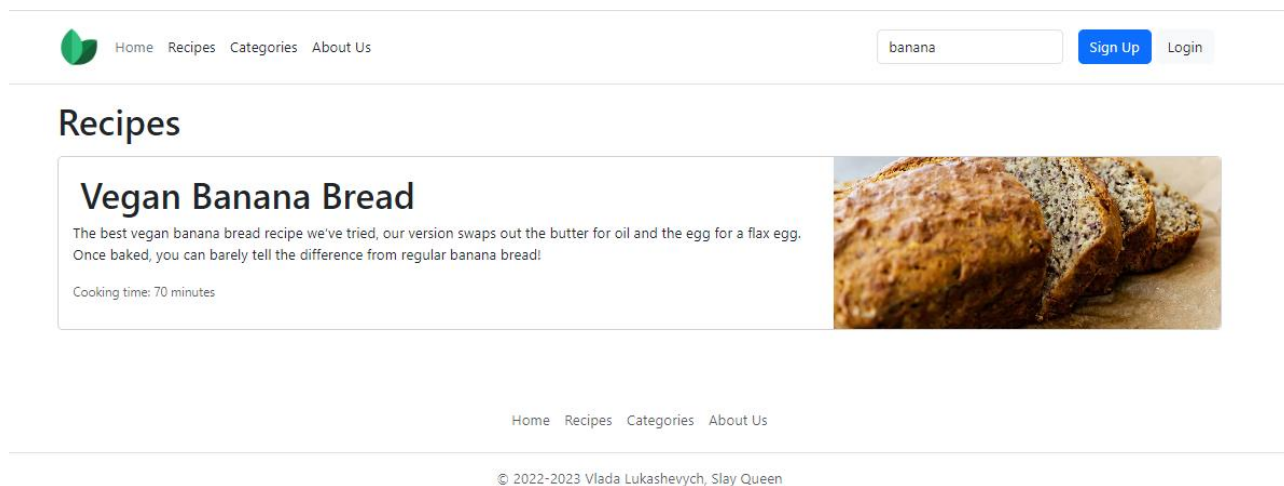 Home Recipes Categories About Us banana Sign Up Login
Recipes
Vegan Banana Bread
The best vegan banana bread recipe we've tried, our version swaps out the butter for oil and the egg for a flax egg.
Once baked, you can barely tell the difference from regular banana bread!
Cooking time: 70 minutes
Home Recipes Categories About Us
© 2022-2023 Vlada Lukashevych, Slay Queen